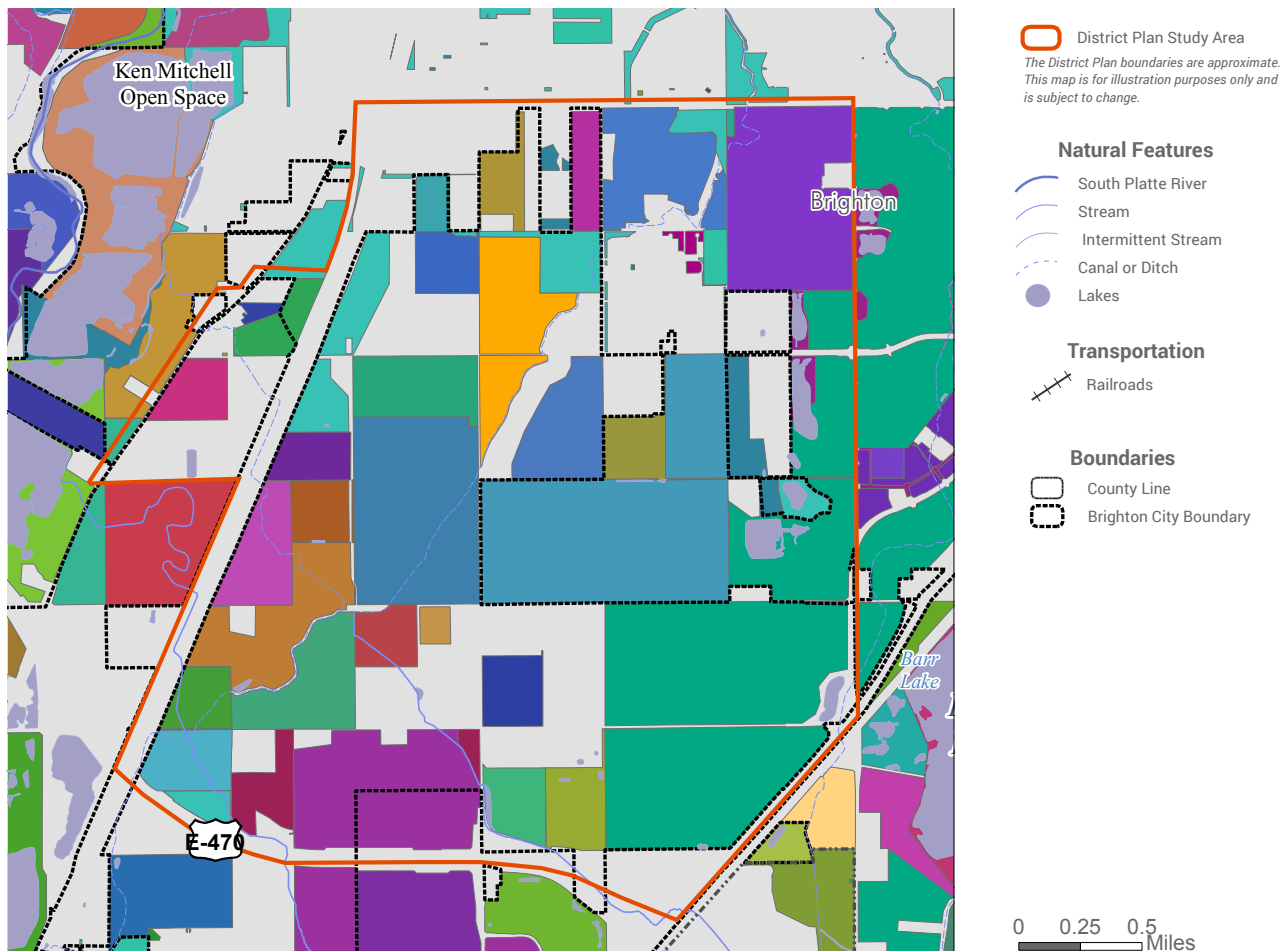 Ken Mitchell
Open Space
Brighton
Barr
Lake
E-470
District Plan Study Area
The District Plan boundaries are approximate.
This map is for illustration purposes only and
is subject to change.
Natural Features
South Platte River
Stream
Intermittent Stream
Canal or Ditch
Lakes
Transportation
Railroads
Boundaries
County Line
Brighton City Boundary
0 0.25 0.5
Miles